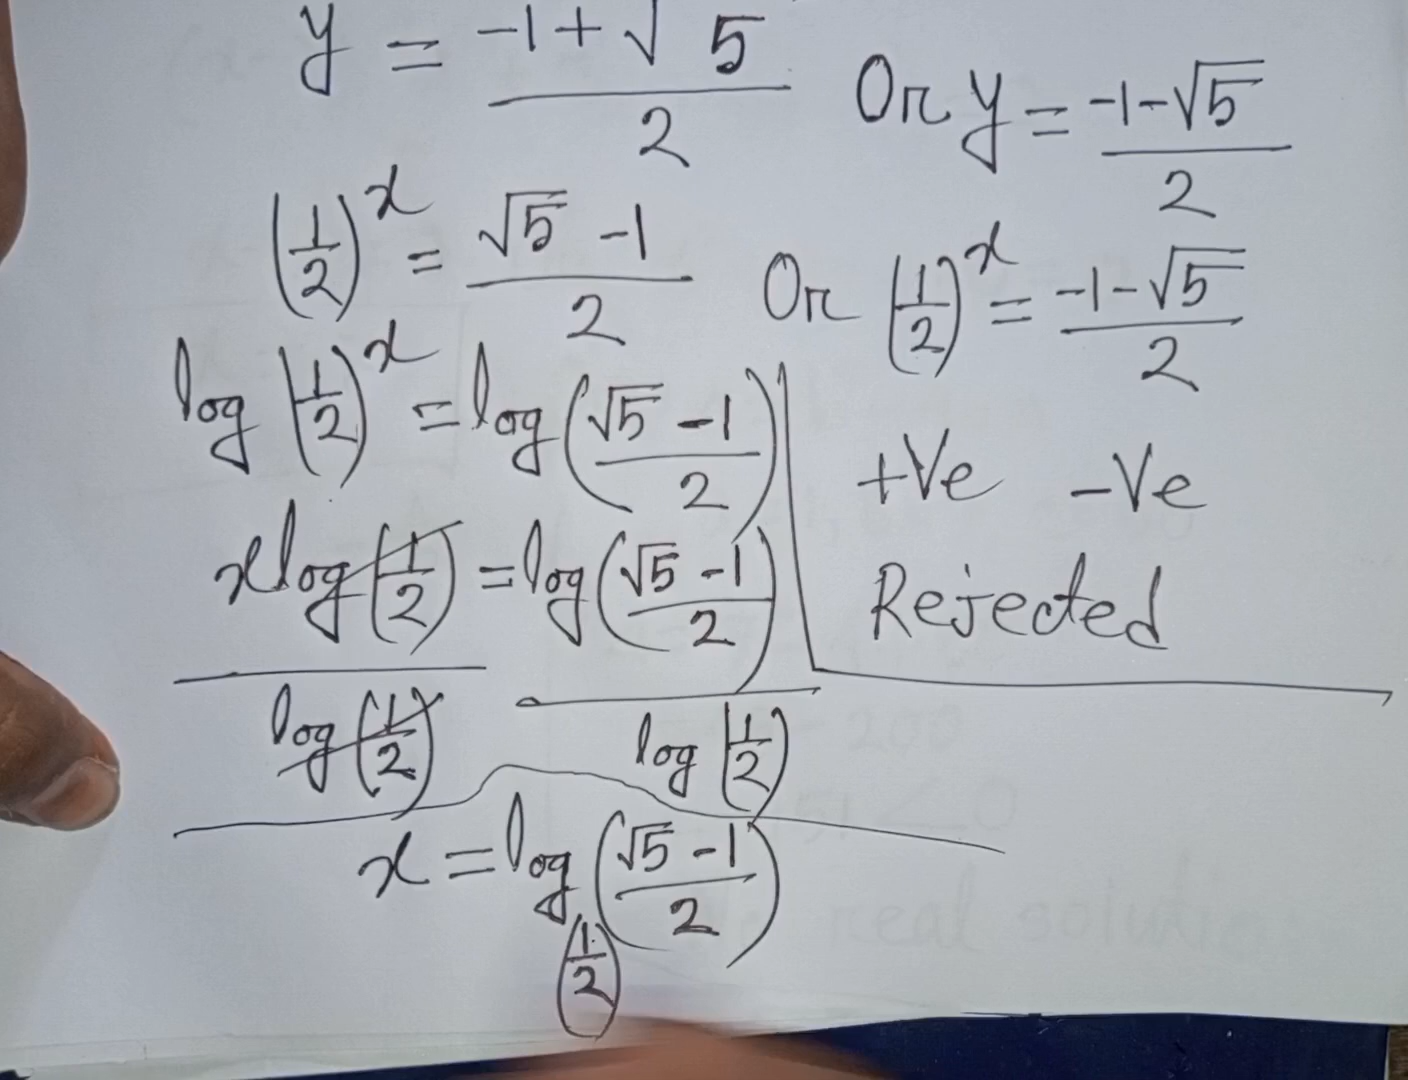 y = (-1 + √5)/2 Or y = (-1-√5)/2
(1/2)^x = (√5 - 1)/2 Or (1/2)^x = (-1-√5)/2
log (1/2)^x = log ((√5 - 1)/2) +Ve -Ve
x log (1/2) / log (1/2) = log ((√5 - 1)/2) / log (1/2) Rejected
x = log_(1/2) ((√5 - 1)/2)